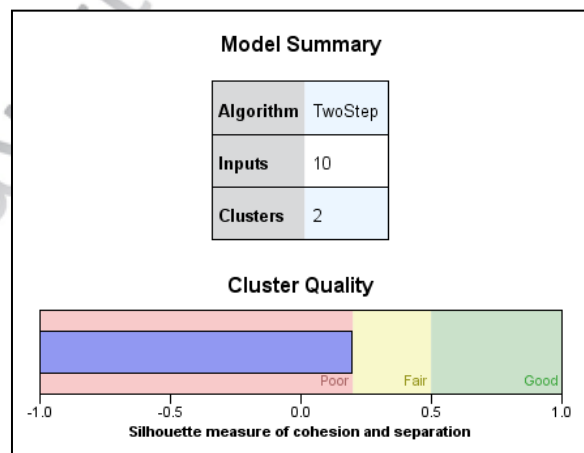 Model Summary
Algorithm TwoStep
Inputs 10
Clusters 2
Cluster Quality
Poor Fair Good
-1.0 -0.5 0.0 0.5 1.0
Silhouette measure of cohesion and separation